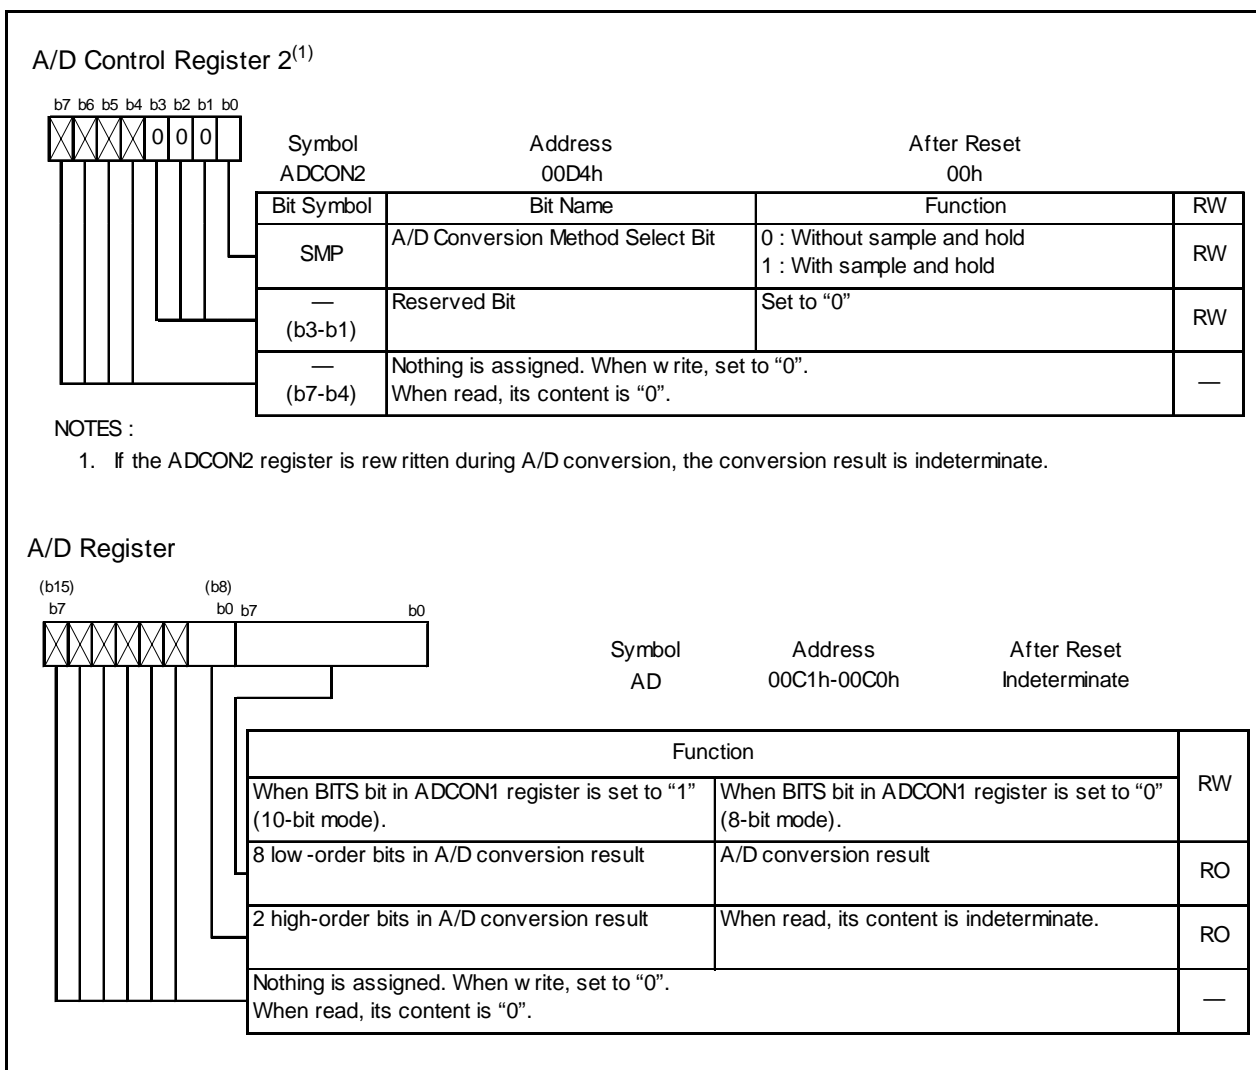 A/D Control Register 2(1)
b7 b6 b5 b4 b3 b2 b1 b0
0 0 0
Symbol Address After Reset
ADCON2 00D4h 00h
Bit Symbol Bit Name Function RW
SMP A/D Conversion Method Select Bit 0 : Without sample and hold RW
1 : With sample and hold
— Reserved Bit Set to “0” RW
(b3-b1)
— Nothing is assigned. When write, set to “0”. —
(b7-b4) When read, its content is “0”.
NOTES :
1. If the ADCON2 register is rewritten during A/D conversion, the conversion result is indeterminate.
A/D Register
(b15) (b8)
b7 b0 b7 b0
Symbol Address After Reset
AD 00C1h-00C0h Indeterminate
Function RW
When BITS bit in ADCON1 register is set to “1” When BITS bit in ADCON1 register is set to “0”
(10-bit mode). (8-bit mode).
8 low-order bits in A/D conversion result A/D conversion result RO
2 high-order bits in A/D conversion result When read, its content is indeterminate. RO
Nothing is assigned. When write, set to “0”. —
When read, its content is “0”.